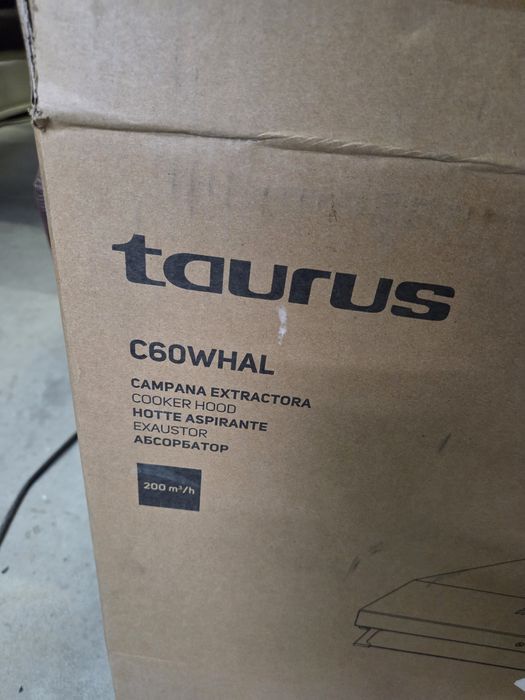 taurus
C60WHAL
CAMPANA EXTRACTORA
COOKER HOOD
HOTTE ASPIRANTE
EXAUSTOR
АБСОРБАТОР
200 m³/h